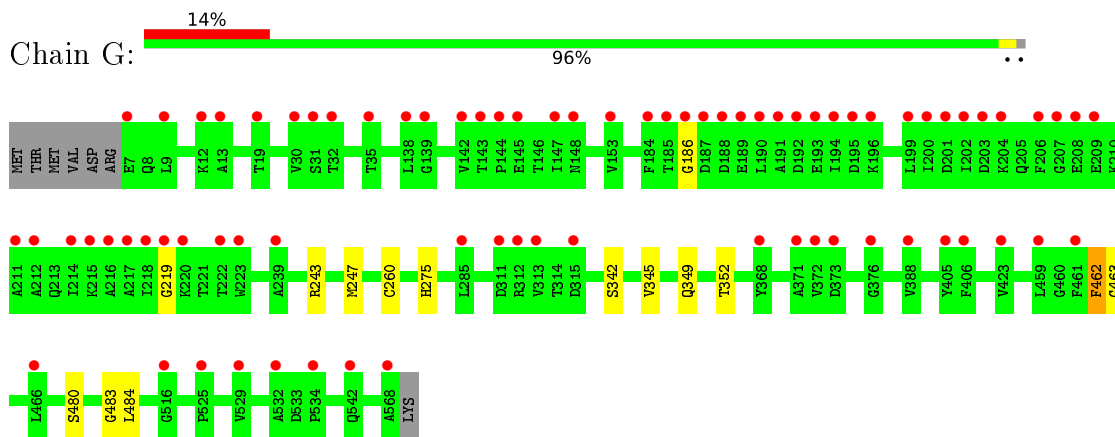 14%
Chain G:
96%
MET THR MET VAL ASP ARG E7 Q8 L9 K12 A13 T19 V30 S31 T32 T35 L138 G139 V142 T143 P144 E145 T146 I147 N148 V153 F184 T185 G186 D187 D188 E189 L190 A191 D192 E193 I194 D195 K196 L199 I200 D201 I202 D203 K204 Q205 F206 G207 E208 E209 K210
A211 A212 Q213 I214 K215 A216 A217 I218 G219 K220 T221 T222 W223 A239 R243 M247 C260 H275 L285 D311 R312 V313 T314 D315 S342 V345 Q349 T352 Y368 A371 V372 D373 G376 V388 Y405 F406 V423 L459 G460 F461 F462 G463
L466 S480 G483 L484 G516 P525 V529 A532 D533 P534 Q542 A568 LYS